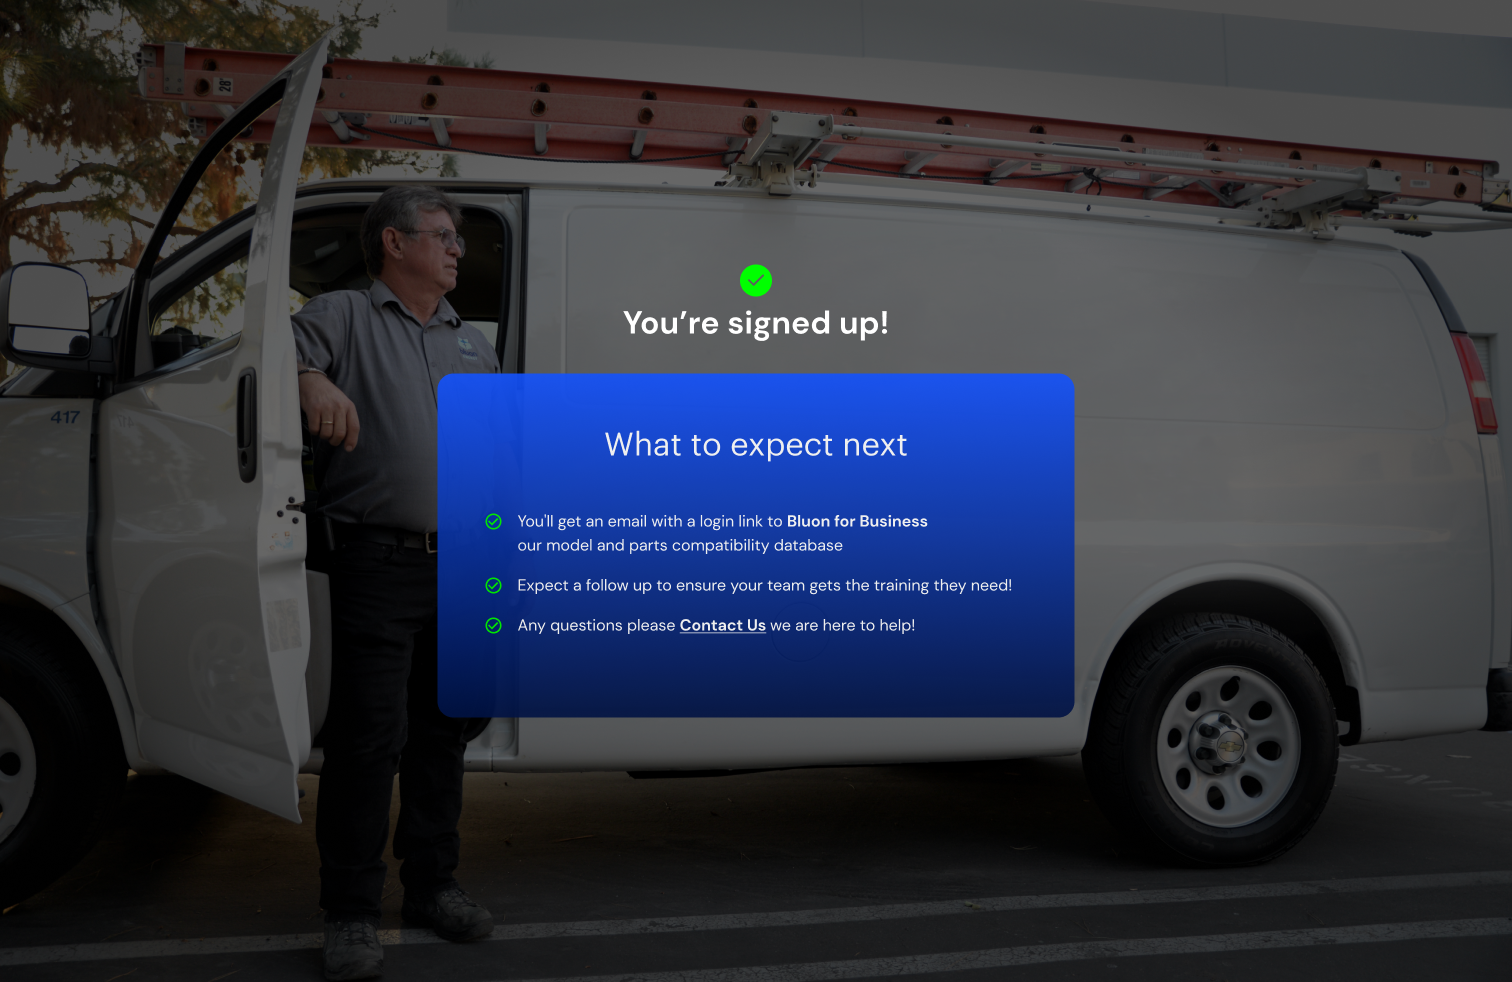 28'
You're signed up!
417
What to expect next
You'll get an email with a login link to Bluon for Business
our model and parts compatibility database
Expect a follow up to ensure your team gets the training they need!
Any questions please Contact Us we are here to help!